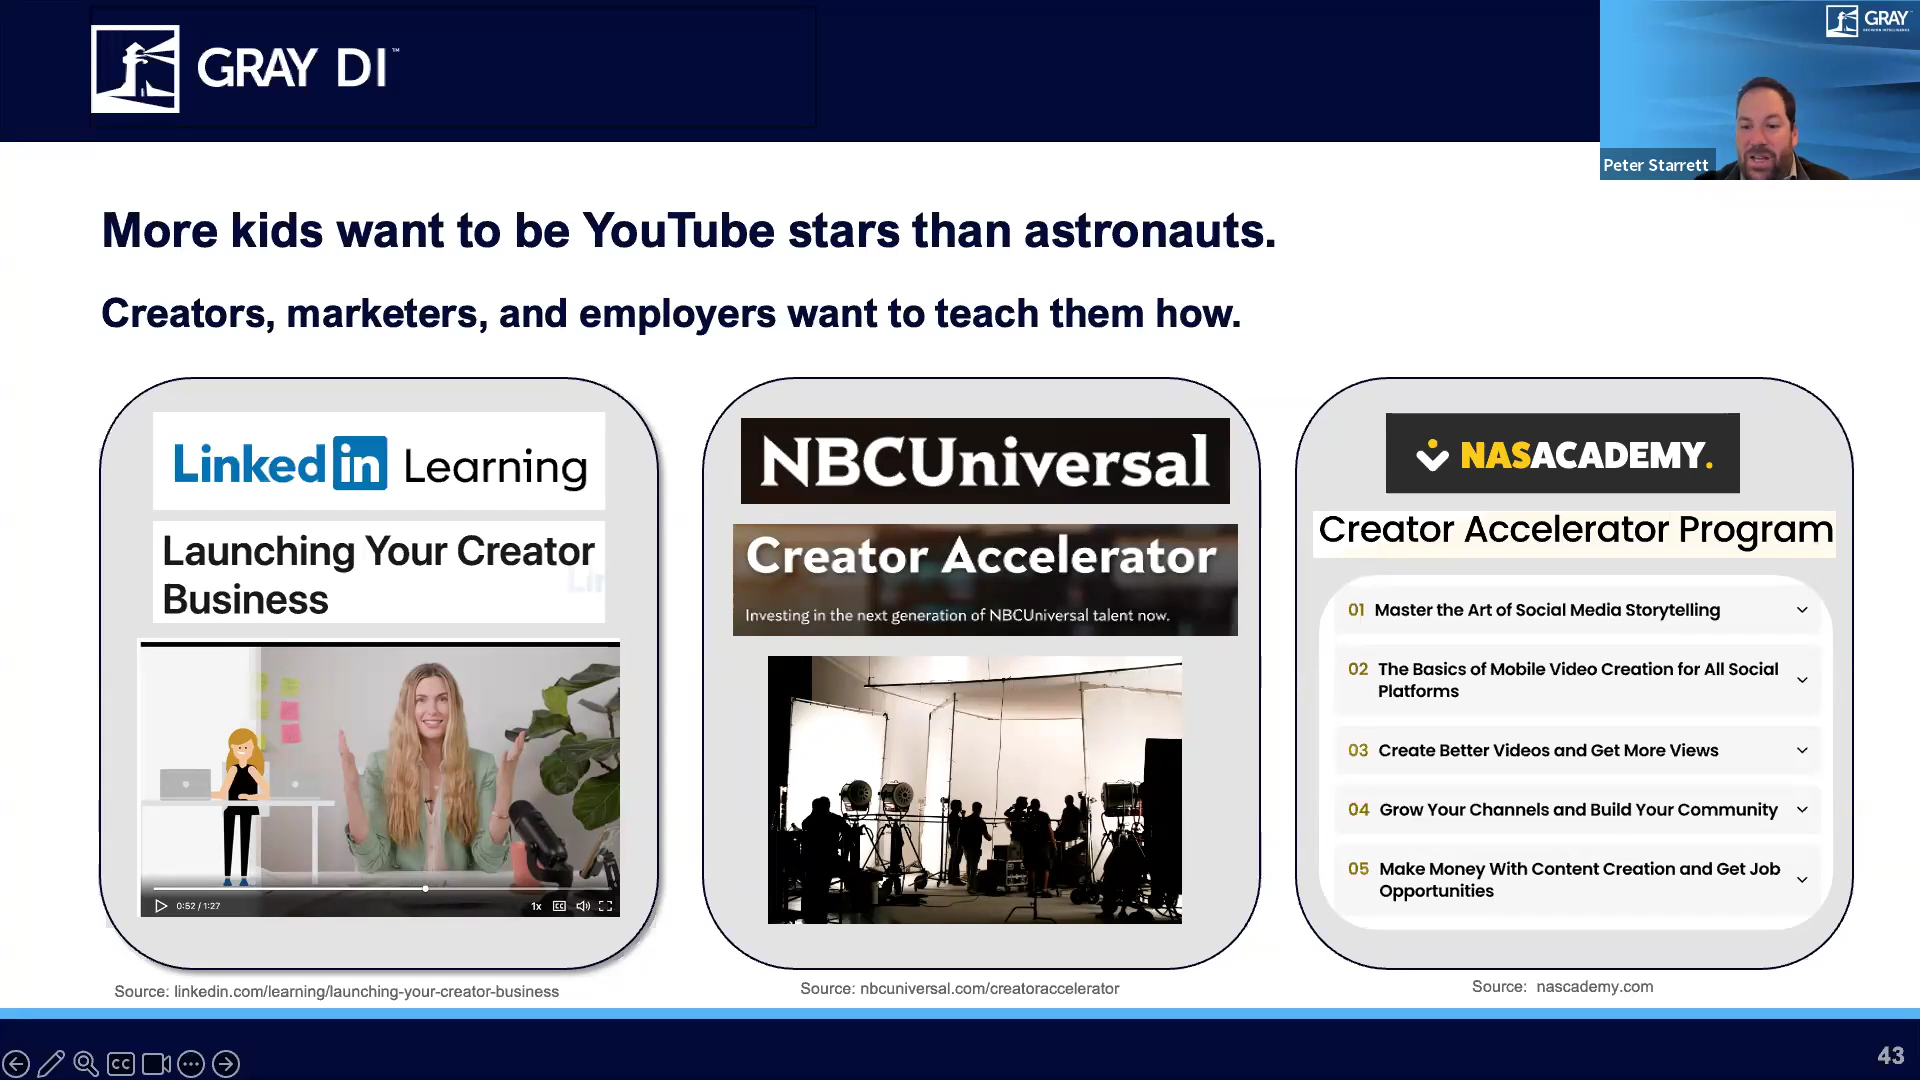 GRAY DI™
GRAY
Peter Starrett
More kids want to be YouTube stars than astronauts.
Creators, marketers, and employers want to teach them how.
Linked in Learning
Launching Your Creator
Business
0:52 / 1:27
1x
CC
Source: linkedin.com/learning/launching-your-creator-business
NBCUniversal
Creator Accelerator
Investing in the next generation of NBCUniversal talent now.
Source: nbcuniversal.com/creatoraccelerator
NASACADEMY.
Creator Accelerator Program
01 Master the Art of Social Media Storytelling
02 The Basics of Mobile Video Creation for All Social
Platforms
03 Create Better Videos and Get More Views
04 Grow Your Channels and Build Your Community
05 Make Money With Content Creation and Get Job
Opportunities
Source: nascademy.com
CC
43